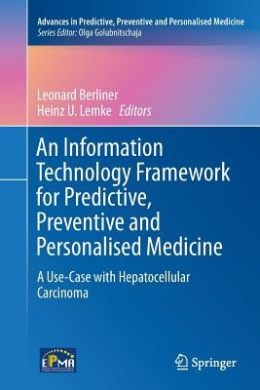 Advances in Predictive, Preventive and Personalised Medicine
Series Editor: Olga Golubnitschaja
Leonard Berliner
Heinz U. Lemke Editors
An Information
Technology Framework
for Predictive,
Preventive and
Personalised Medicine
A Use-Case with Hepatocellular
Carcinoma
EPMA
Springer